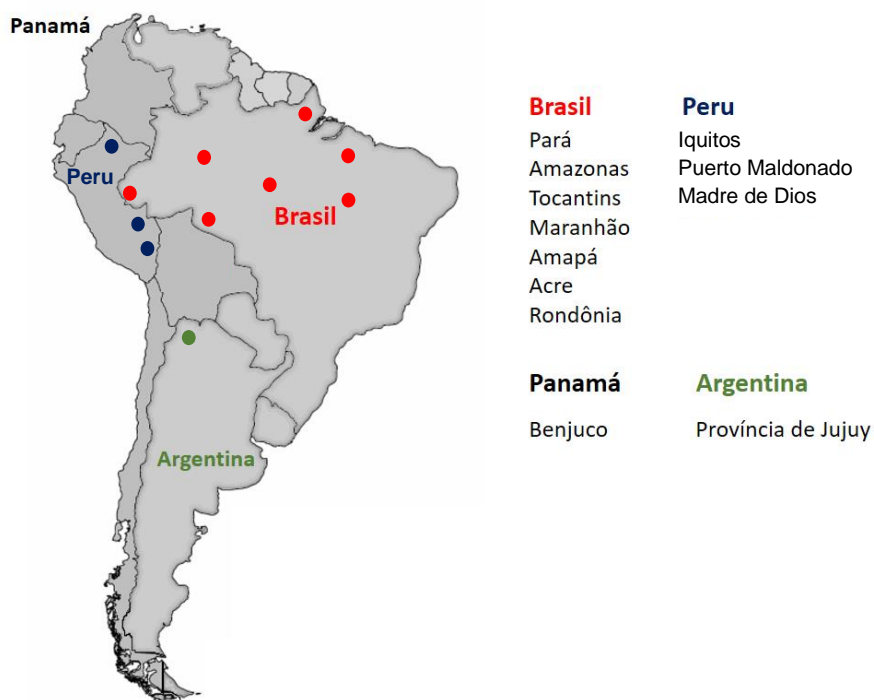 Panamá
Peru
Brasil
Argentina
Brasil
Pará
Amazonas
Tocantins
Maranhão
Amapá
Acre
Rondônia
Peru
Iquitos
Puerto Maldonado
Madre de Dios
Panamá
Benjuco
Argentina
Província de Jujuy